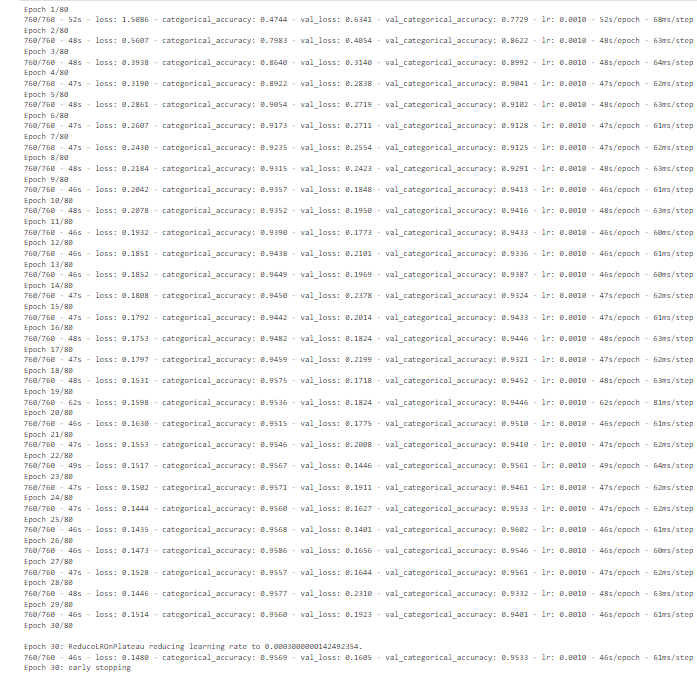 Epoch 1/80
760/760 - 52s - loss: 1.5086 - categorical_accuracy: 0.4744 - val_loss: 0.6341 - val_categorical_accuracy: 0.7729 - lr: 0.0010 - 52s/epoch - 68ms/step
Epoch 2/80
760/760 - 48s - loss: 0.5607 - categorical_accuracy: 0.7983 - val_loss: 0.4054 - val_categorical_accuracy: 0.8622 - lr: 0.0010 - 48s/epoch - 63ms/step
Epoch 3/80
760/760 - 48s - loss: 0.3938 - categorical_accuracy: 0.8640 - val_loss: 0.3140 - val_categorical_accuracy: 0.8992 - lr: 0.0010 - 48s/epoch - 64ms/step
Epoch 4/80
760/760 - 47s - loss: 0.3190 - categorical_accuracy: 0.8922 - val_loss: 0.2838 - val_categorical_accuracy: 0.9041 - lr: 0.0010 - 47s/epoch - 62ms/step
Epoch 5/80
760/760 - 48s - loss: 0.2861 - categorical_accuracy: 0.9054 - val_loss: 0.2719 - val_categorical_accuracy: 0.9102 - lr: 0.0010 - 48s/epoch - 63ms/step
Epoch 6/80
760/760 - 47s - loss: 0.2607 - categorical_accuracy: 0.9173 - val_loss: 0.2711 - val_categorical_accuracy: 0.9128 - lr: 0.0010 - 47s/epoch - 61ms/step
Epoch 7/80
760/760 - 47s - loss: 0.2430 - categorical_accuracy: 0.9235 - val_loss: 0.2554 - val_categorical_accuracy: 0.9125 - lr: 0.0010 - 47s/epoch - 62ms/step
Epoch 8/80
760/760 - 48s - loss: 0.2184 - categorical_accuracy: 0.9315 - val_loss: 0.2423 - val_categorical_accuracy: 0.9291 - lr: 0.0010 - 48s/epoch - 63ms/step
Epoch 9/80
760/760 - 46s - loss: 0.2042 - categorical_accuracy: 0.9357 - val_loss: 0.1848 - val_categorical_accuracy: 0.9413 - lr: 0.0010 - 46s/epoch - 61ms/step
Epoch 10/80
760/760 - 48s - loss: 0.2078 - categorical_accuracy: 0.9352 - val_loss: 0.1950 - val_categorical_accuracy: 0.9416 - lr: 0.0010 - 48s/epoch - 63ms/step
Epoch 11/80
760/760 - 46s - loss: 0.1932 - categorical_accuracy: 0.9390 - val_loss: 0.1773 - val_categorical_accuracy: 0.9433 - lr: 0.0010 - 46s/epoch - 60ms/step
Epoch 12/80
760/760 - 46s - loss: 0.1851 - categorical_accuracy: 0.9438 - val_loss: 0.2101 - val_categorical_accuracy: 0.9336 - lr: 0.0010 - 46s/epoch - 61ms/step
Epoch 13/80
760/760 - 46s - loss: 0.1852 - categorical_accuracy: 0.9449 - val_loss: 0.1969 - val_categorical_accuracy: 0.9387 - lr: 0.0010 - 46s/epoch - 60ms/step
Epoch 14/80
760/760 - 47s - loss: 0.1808 - categorical_accuracy: 0.9450 - val_loss: 0.2378 - val_categorical_accuracy: 0.9324 - lr: 0.0010 - 47s/epoch - 62ms/step
Epoch 15/80
760/760 - 47s - loss: 0.1792 - categorical_accuracy: 0.9442 - val_loss: 0.2014 - val_categorical_accuracy: 0.9433 - lr: 0.0010 - 47s/epoch - 61ms/step
Epoch 16/80
760/760 - 48s - loss: 0.1753 - categorical_accuracy: 0.9482 - val_loss: 0.1824 - val_categorical_accuracy: 0.9446 - lr: 0.0010 - 48s/epoch - 63ms/step
Epoch 17/80
760/760 - 47s - loss: 0.1797 - categorical_accuracy: 0.9459 - val_loss: 0.2199 - val_categorical_accuracy: 0.9321 - lr: 0.0010 - 47s/epoch - 62ms/step
Epoch 18/80
760/760 - 48s - loss: 0.1531 - categorical_accuracy: 0.9575 - val_loss: 0.1718 - val_categorical_accuracy: 0.9452 - lr: 0.0010 - 48s/epoch - 63ms/step
Epoch 19/80
760/760 - 62s - loss: 0.1598 - categorical_accuracy: 0.9536 - val_loss: 0.1824 - val_categorical_accuracy: 0.9446 - lr: 0.0010 - 62s/epoch - 81ms/step
Epoch 20/80
760/760 - 46s - loss: 0.1630 - categorical_accuracy: 0.9515 - val_loss: 0.1775 - val_categorical_accuracy: 0.9510 - lr: 0.0010 - 46s/epoch - 61ms/step
Epoch 21/80
760/760 - 47s - loss: 0.1553 - categorical_accuracy: 0.9546 - val_loss: 0.2008 - val_categorical_accuracy: 0.9410 - lr: 0.0010 - 47s/epoch - 62ms/step
Epoch 22/80
760/760 - 49s - loss: 0.1517 - categorical_accuracy: 0.9567 - val_loss: 0.1446 - val_categorical_accuracy: 0.9561 - lr: 0.0010 - 49s/epoch - 64ms/step
Epoch 23/80
760/760 - 47s - loss: 0.1502 - categorical_accuracy: 0.9571 - val_loss: 0.1911 - val_categorical_accuracy: 0.9461 - lr: 0.0010 - 47s/epoch - 62ms/step
Epoch 24/80
760/760 - 47s - loss: 0.1444 - categorical_accuracy: 0.9560 - val_loss: 0.1627 - val_categorical_accuracy: 0.9533 - lr: 0.0010 - 47s/epoch - 62ms/step
Epoch 25/80
760/760 - 46s - loss: 0.1435 - categorical_accuracy: 0.9568 - val_loss: 0.1401 - val_categorical_accuracy: 0.9602 - lr: 0.0010 - 46s/epoch - 61ms/step
Epoch 26/80
760/760 - 46s - loss: 0.1473 - categorical_accuracy: 0.9586 - val_loss: 0.1656 - val_categorical_accuracy: 0.9546 - lr: 0.0010 - 46s/epoch - 60ms/step
Epoch 27/80
760/760 - 47s - loss: 0.1528 - categorical_accuracy: 0.9557 - val_loss: 0.1644 - val_categorical_accuracy: 0.9561 - lr: 0.0010 - 47s/epoch - 62ms/step
Epoch 28/80
760/760 - 48s - loss: 0.1446 - categorical_accuracy: 0.9577 - val_loss: 0.2310 - val_categorical_accuracy: 0.9332 - lr: 0.0010 - 48s/epoch - 63ms/step
Epoch 29/80
760/760 - 46s - loss: 0.1514 - categorical_accuracy: 0.9560 - val_loss: 0.1923 - val_categorical_accuracy: 0.9401 - lr: 0.0010 - 46s/epoch - 61ms/step
Epoch 30/80
Epoch 30: ReduceLROnPlateau reducing learning rate to 0.0003000000142492354.
760/760 - 46s - loss: 0.1480 - categorical_accuracy: 0.9569 - val_loss: 0.1605 - val_categorical_accuracy: 0.9533 - lr: 0.0010 - 46s/epoch - 61ms/step
Epoch 30: early stopping